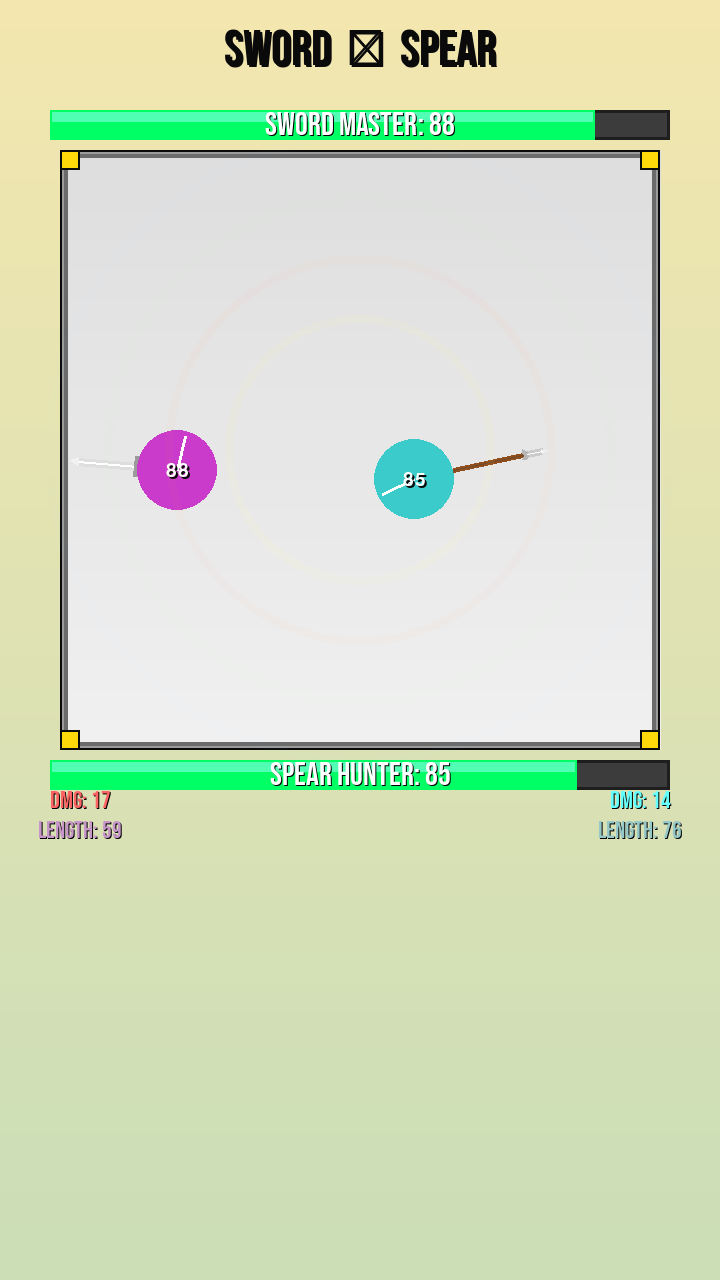 SWORD ⚔ SPEAR
SWORD MASTER: 88
88
85
SPEAR HUNTER: 85
DMG: 17
DMG: 14
LENGTH: 59
LENGTH: 76